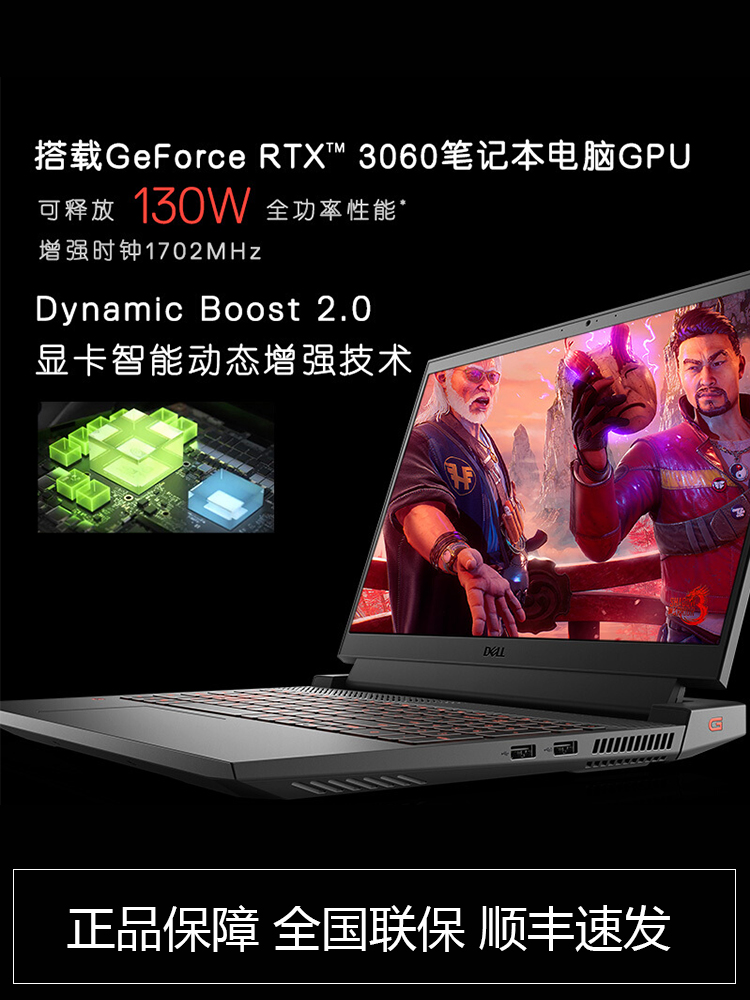 搭载GeForce RTX™ 3060笔记本电脑GPU
可释放 130W 全功率性能*
增强时钟1702MHz
Dynamic Boost 2.0
显卡智能动态增强技术
3
DELL
G
正品保障 全国联保 顺丰速发